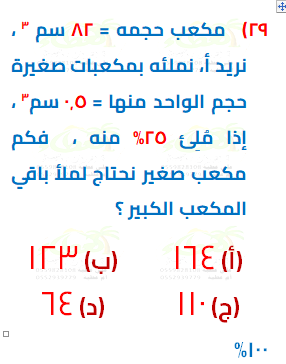 ٢٩) مكعب حجمه = ٨٢ سم ٣ ،
نريد أن نملئه بمكعبات صغيرة
حجم الواحد منها = ٠,٥ سم٣ ،
إذا مُلِئ ٢٥% منه ، فكم
مكعب صغير نحتاج لملأ باقي
المكعب الكبير ؟
(أ) ١٦٤ (ب) ١٢٣
(ج) ١١٠ (د) ٦٤
١٠٠%